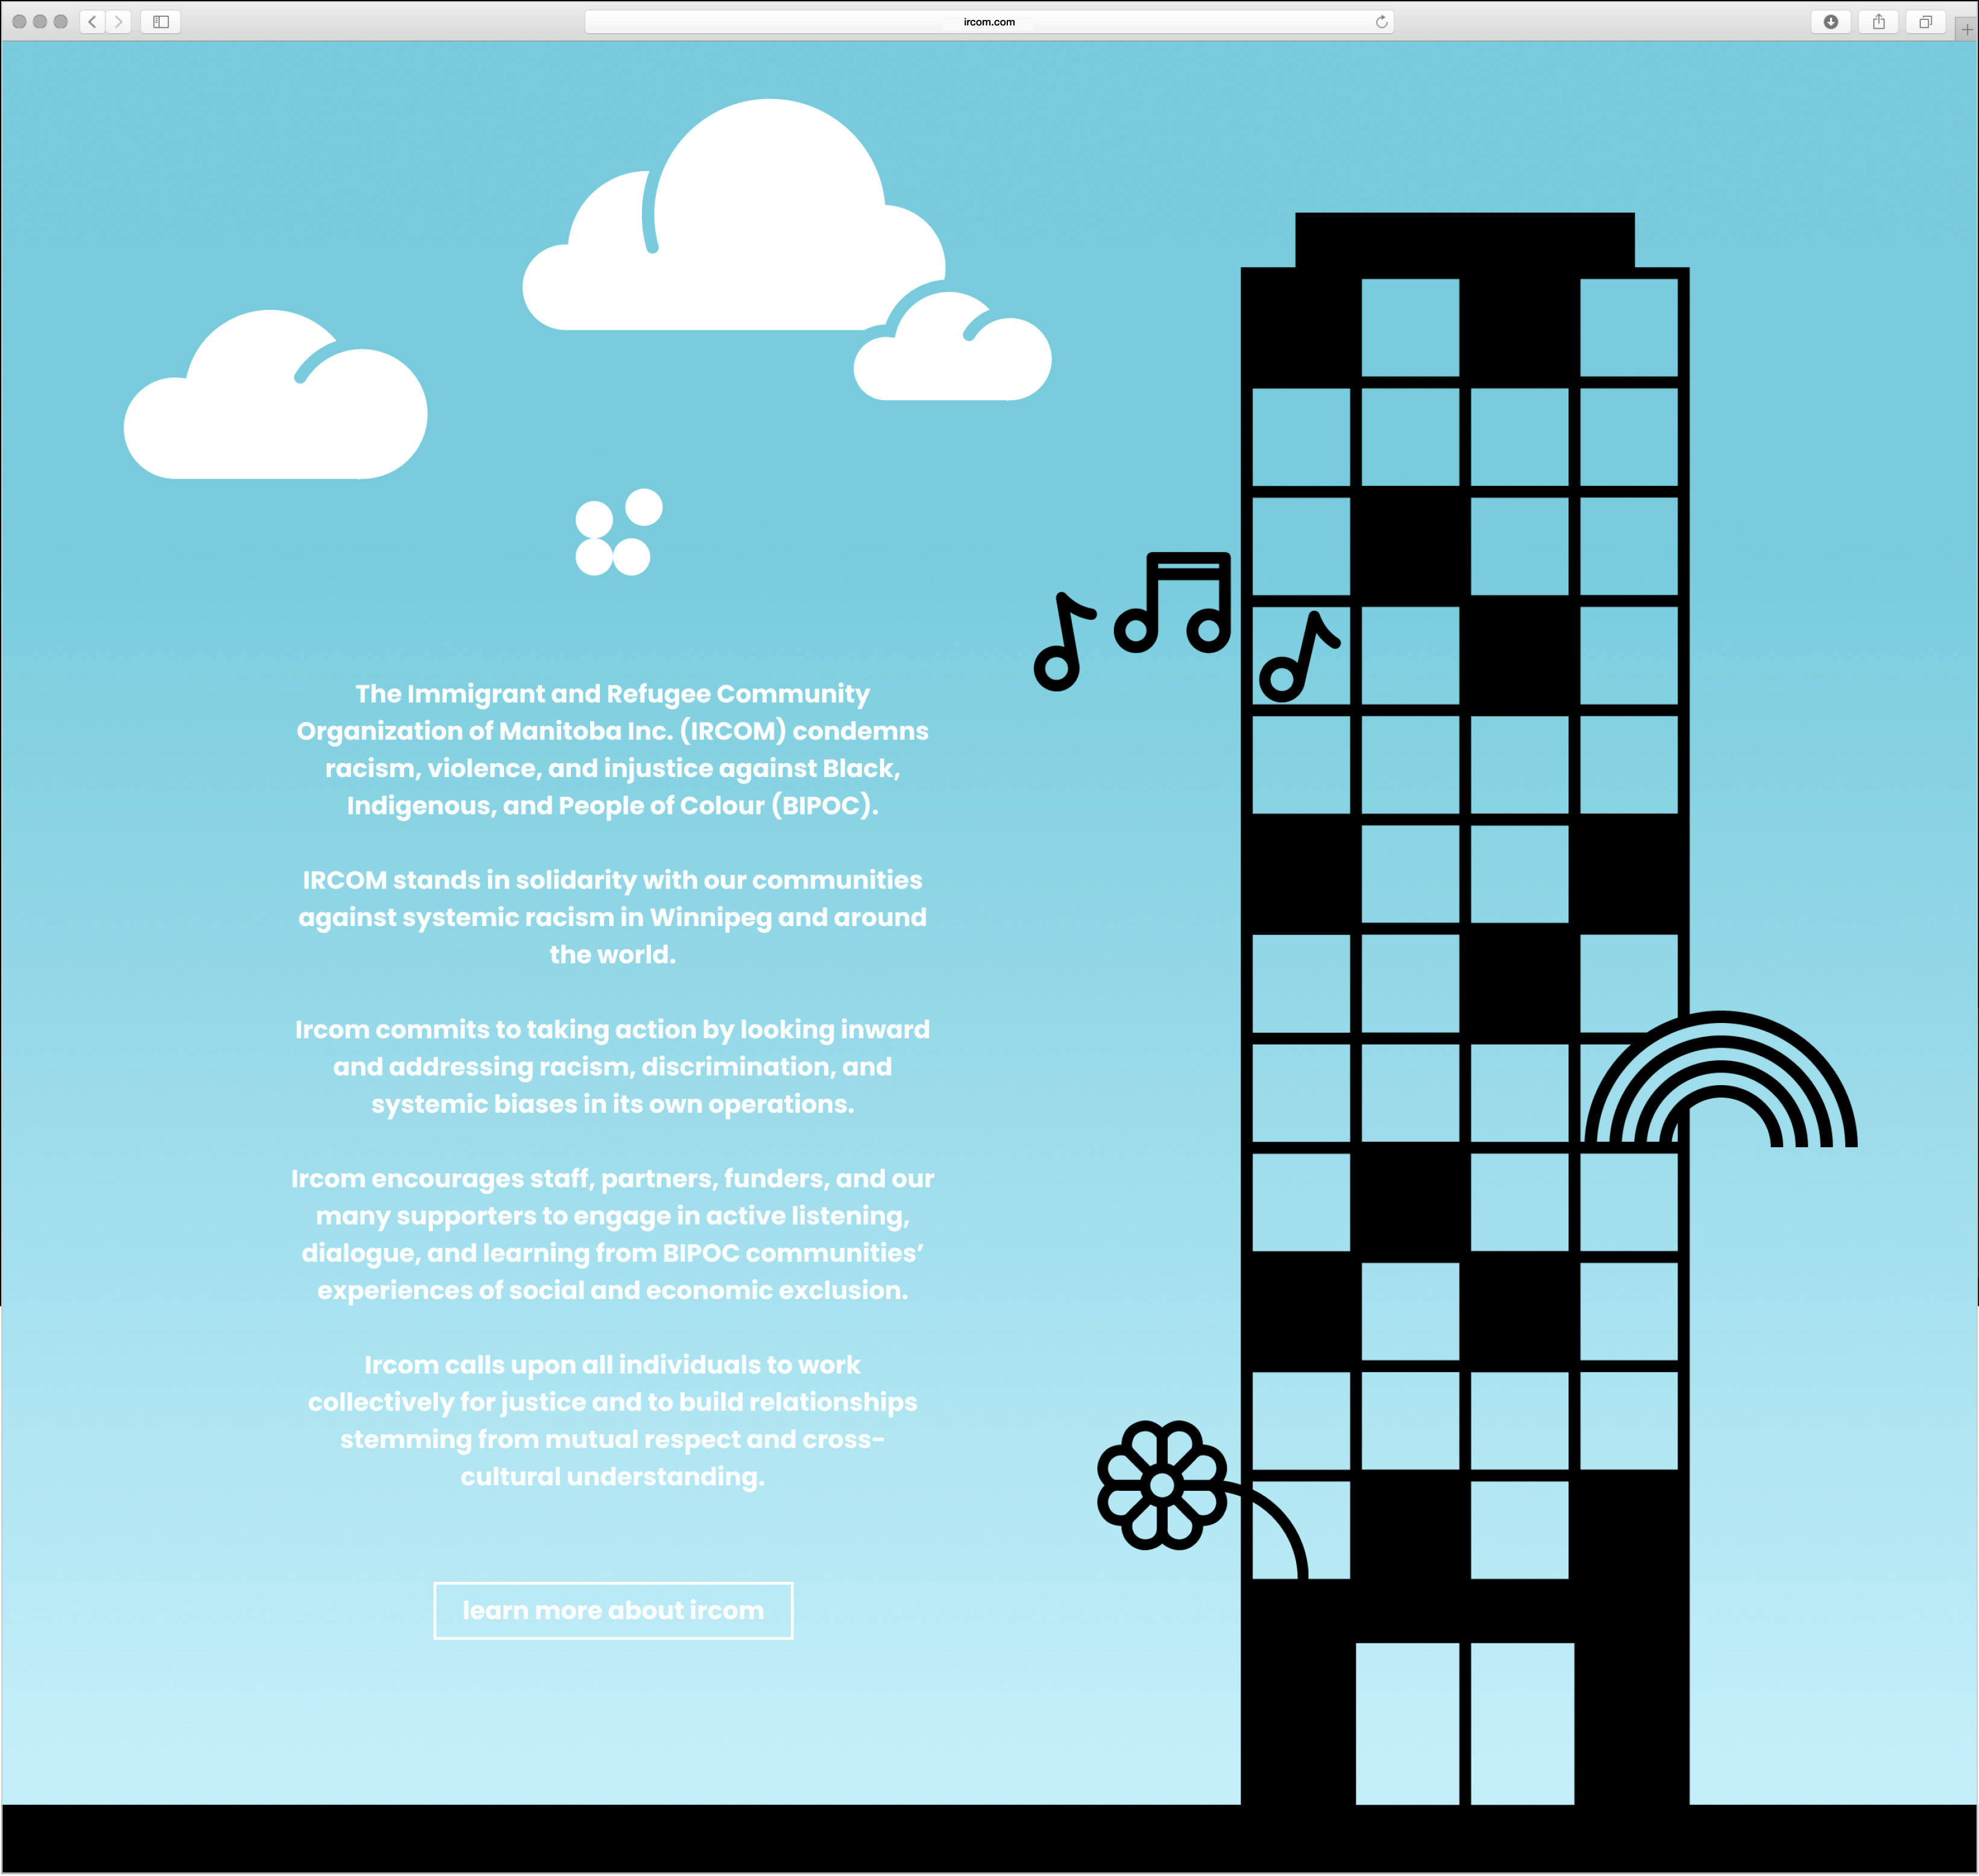 ircom.com
The Immigrant and Refugee Community
Organization of Manitoba Inc. (IRCOM) condemns
racism, violence, and injustice against Black,
Indigenous, and People of Colour (BIPOC).
IRCOM stands in solidarity with our communities
against systemic racism in Winnipeg and around
the world.
Ircom commits to taking action by looking inward
and addressing racism, discrimination, and
systemic biases in its own operations.
Ircom encourages staff, partners, funders, and our
many supporters to engage in active listening,
dialogue, and learning from BIPOC communities’
experiences of social and economic exclusion.
Ircom calls upon all individuals to work
collectively for justice and to build relationships
stemming from mutual respect and cross-
cultural understanding.
learn more about ircom